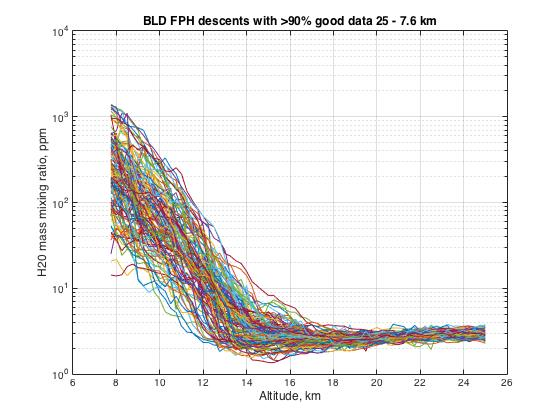 BLD FPH descents with >90% good data 25 - 7.6 km
10^4
10^3
10^2
10^1
10^0
H20 mass mixing ratio, ppm
6 8 10 12 14 16 18 20 22 24 26
Altitude, km